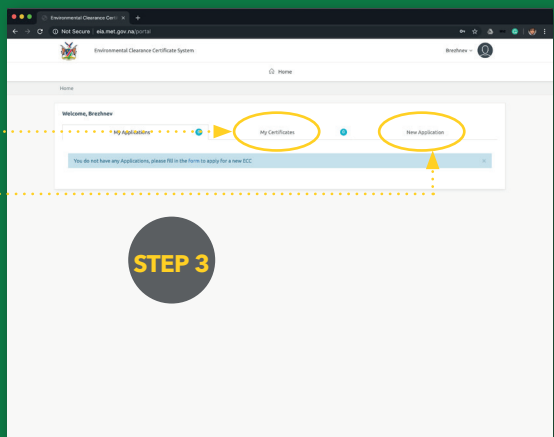 Environmental Clearance Certi
Not Secure | eia.met.gov.na/portal
Environmental Clearance Certificate System
Brezhnev
Home
Home
Welcome, Brezhnev
My Applications
My Certificates
0
New Application
You do not have any Applications, please fill in the form to apply for a new ECC
STEP 3